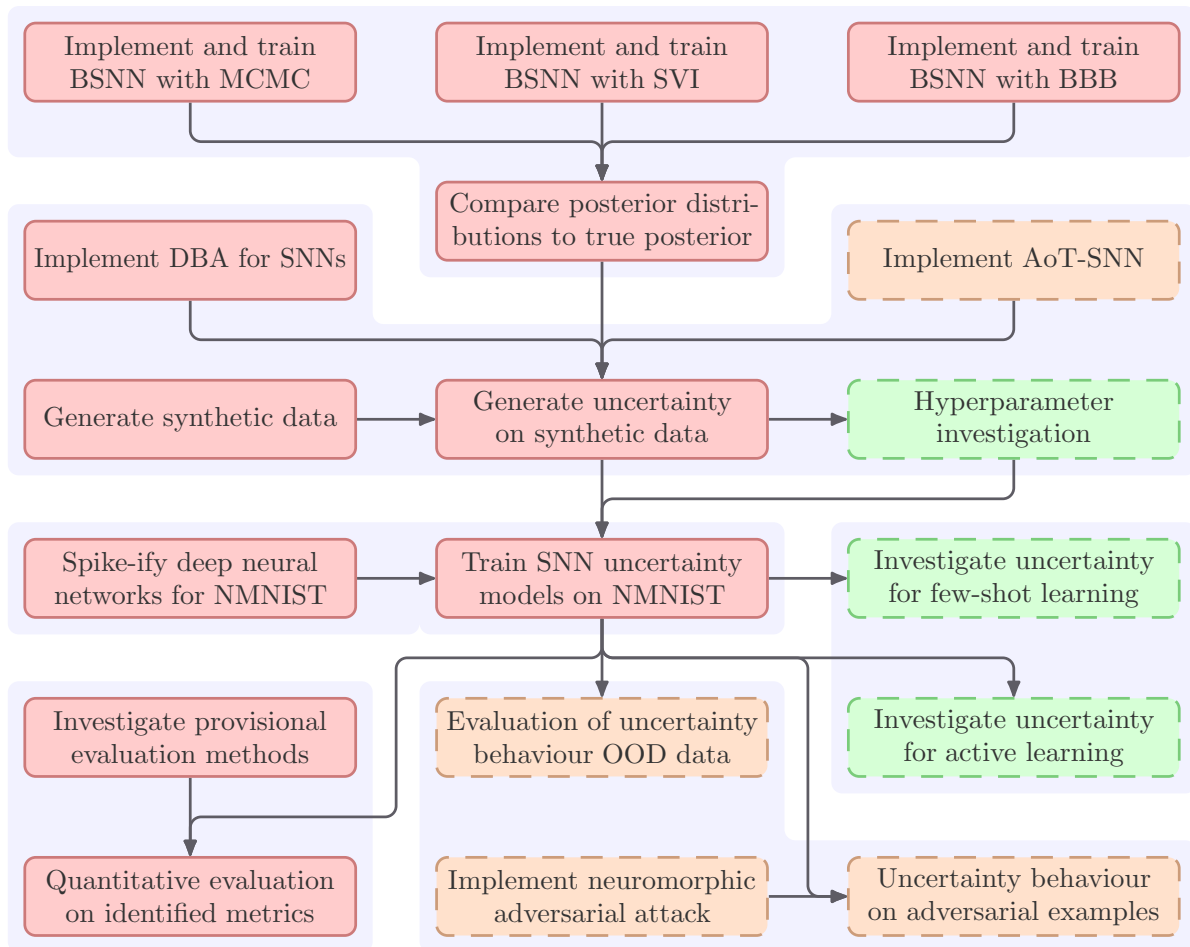 Implement and train
BSNN with MCMC
Implement and train
BSNN with SVI
Implement and train
BSNN with BBB
Compare posterior distri-
butions to true posterior
Implement DBA for SNNs
Implement AoT-SNN
Generate synthetic data
Generate uncertainty
on synthetic data
Hyperparameter
investigation
Spike-ify deep neural
networks for NMNIST
Train SNN uncertainty
models on NMNIST
Investigate uncertainty
for few-shot learning
Investigate provisional
evaluation methods
Evaluation of uncertainty
behaviour OOD data
Investigate uncertainty
for active learning
Quantitative evaluation
on identified metrics
Implement neuromorphic
adversarial attack
Uncertainty behaviour
on adversarial examples